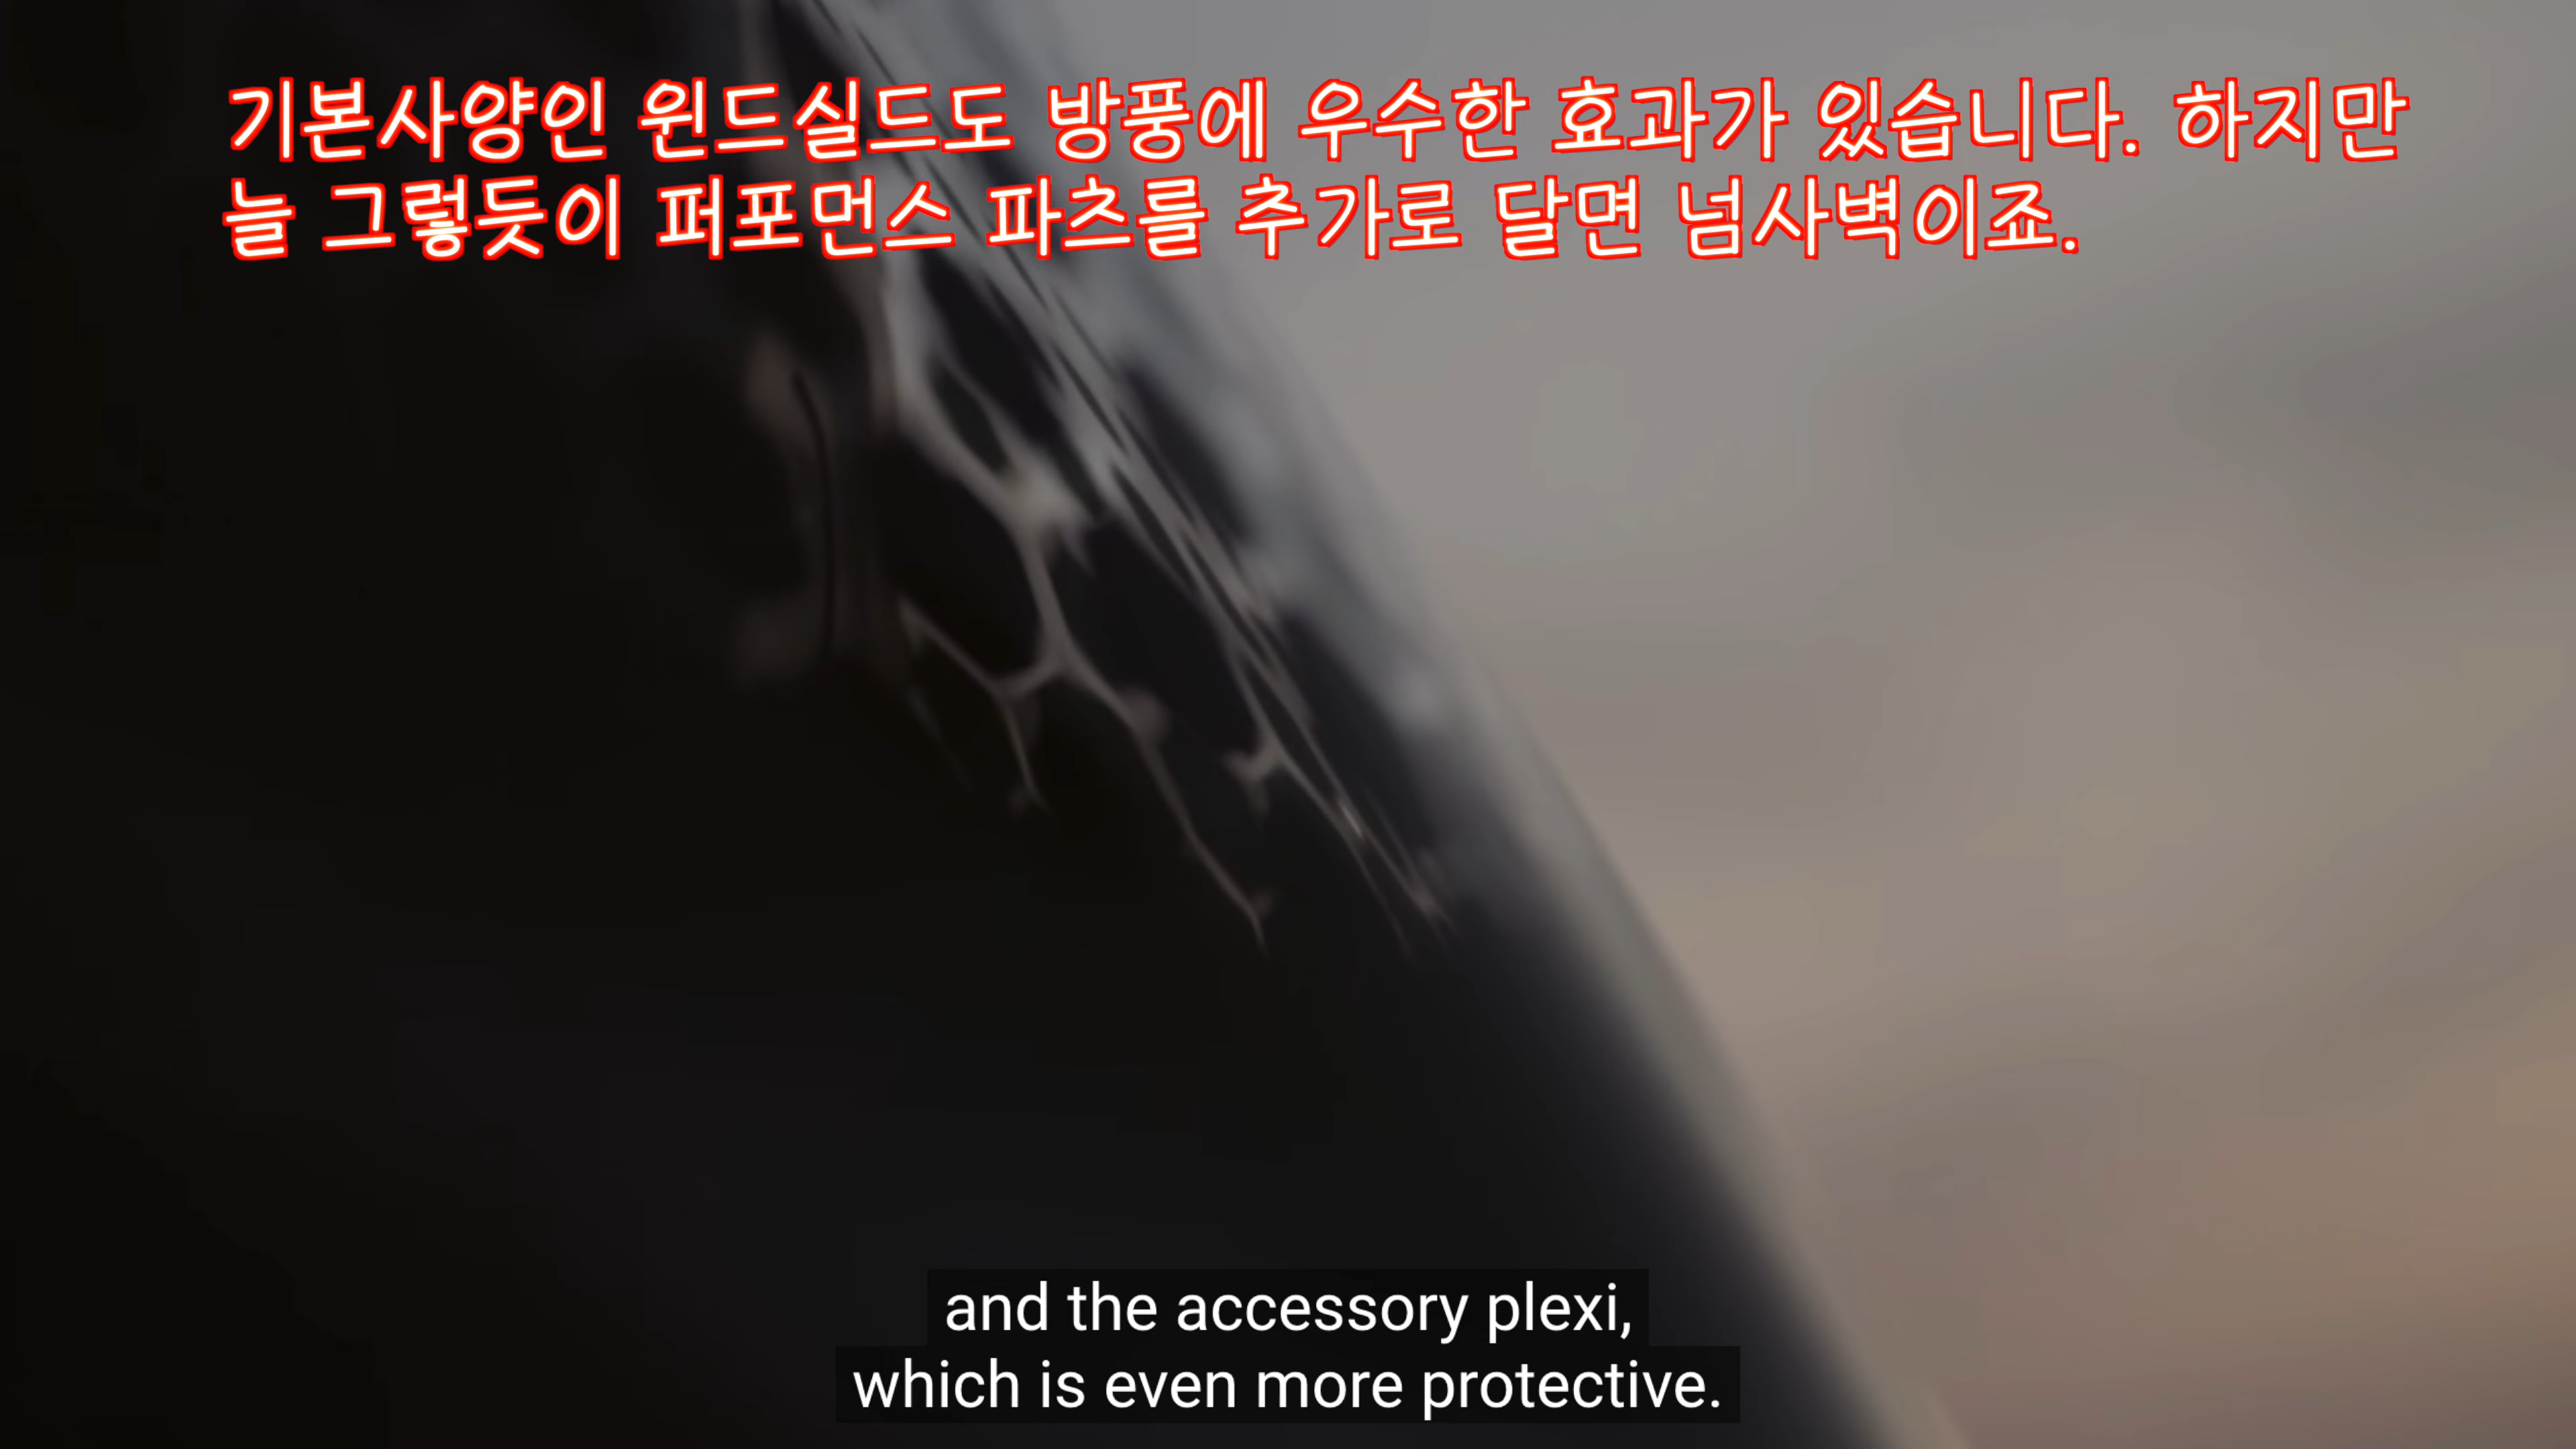 기본사양인 윈드실드도 방풍에 우수한 효과가 있습니다. 하지만
늘 그렇듯이 퍼포먼스 파츠를 추가로 달면 넘사벽이죠.
and the accessory plexi,
which is even more protective.